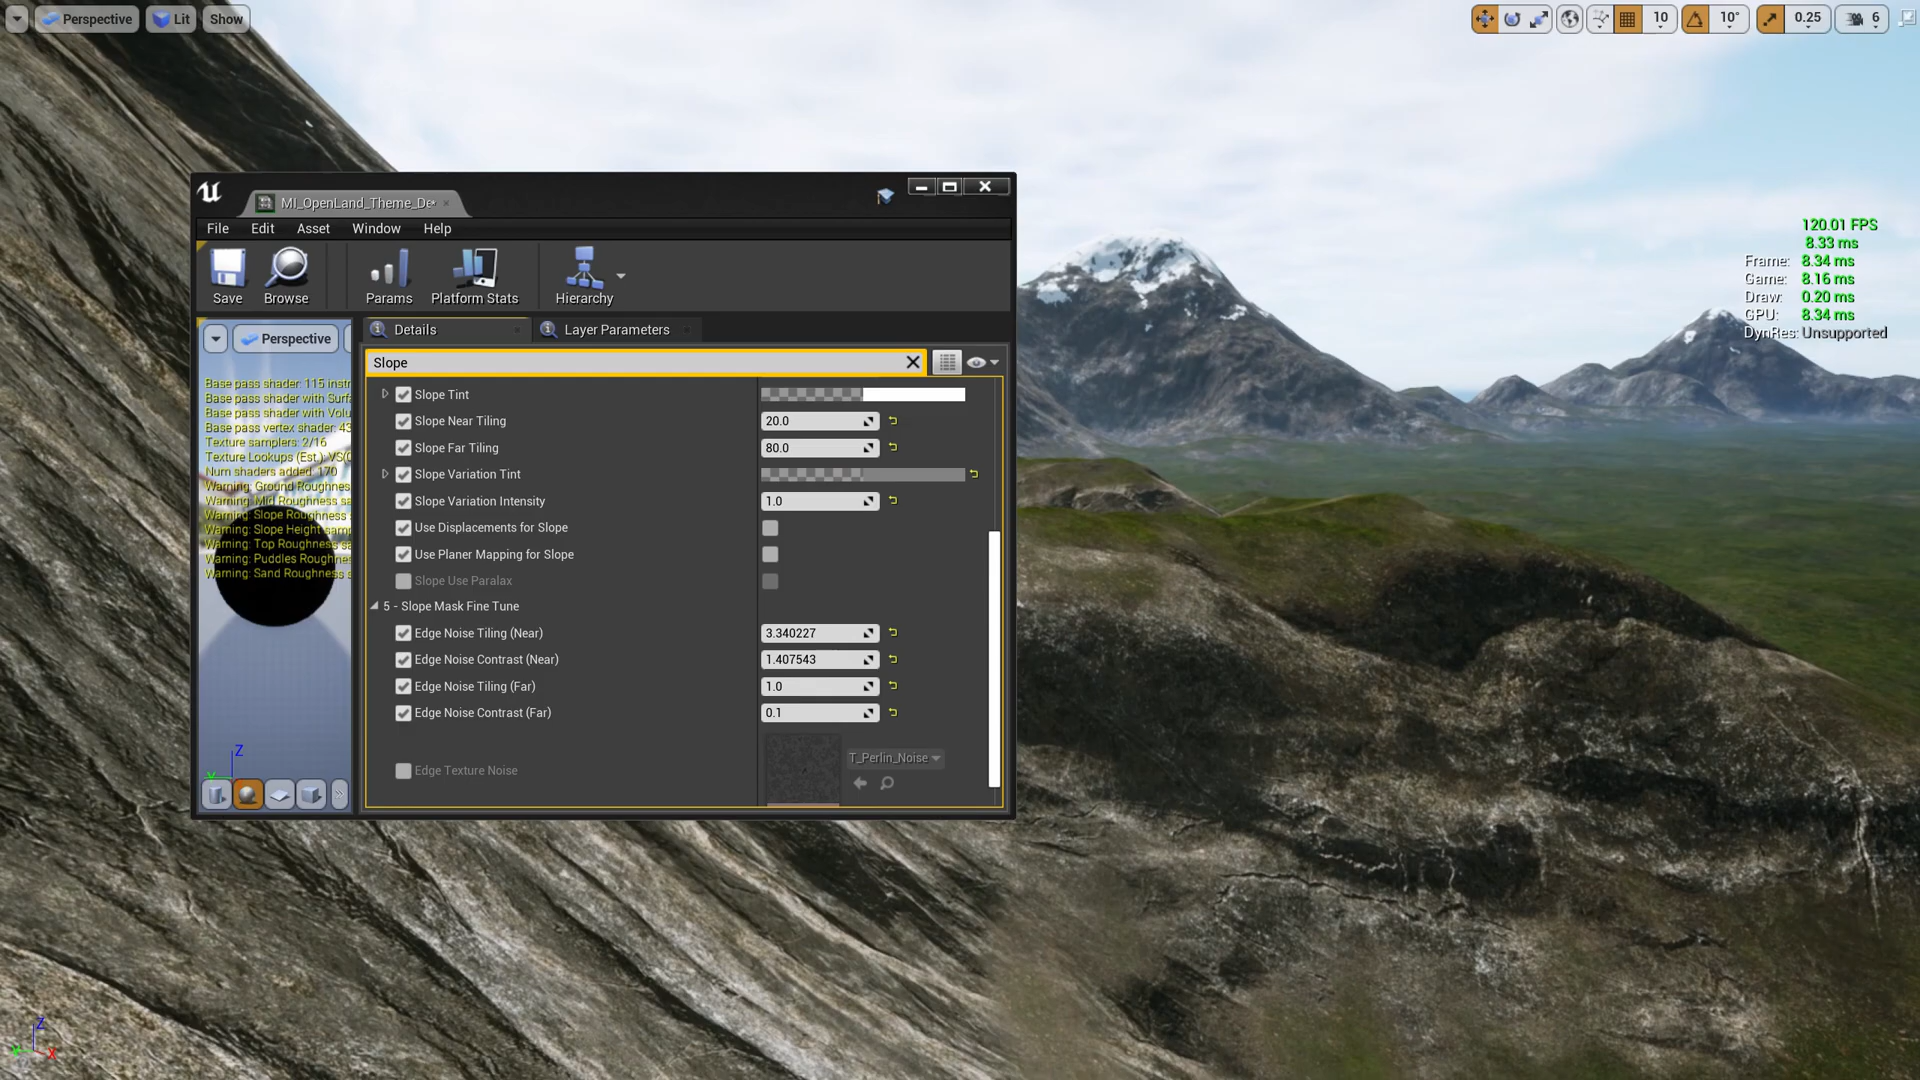 Perspective
Lit
Show
10
10°
0.25
6
120.01 FPS
8.33 ms
Frame: 8.34 ms
Game: 8.16 ms
Draw: 0.20 ms
GPU: 8.34 ms
DynRes: Unsupported
MI_OpenLand_Theme_De*
File Edit Asset Window Help
Save
Browse
Params
Platform Stats
Hierarchy
Perspective
Base pass shader: 115 instr
Base pass shader with Surf
Base pass shader with Volu
Base pass vertex shader: 43
Texture samplers: 2/16
Texture Lookups (Est.): VS(
Num shaders added: 170
Warning: Ground Roughness
Warning: Mid Roughness sa
Warning: Slope Roughness s
Warning: Slope Height samp
Warning: Top Roughness sa
Warning: Puddles Roughne
Warning: Sand Roughness s
Z
Y
Details
Layer Parameters
Slope
Slope Tint
Slope Near Tiling 20.0
Slope Far Tiling 80.0
Slope Variation Tint
Slope Variation Intensity 1.0
Use Displacements for Slope
Use Planer Mapping for Slope
Slope Use Paralax
5 - Slope Mask Fine Tune
Edge Noise Tiling (Near) 3.340227
Edge Noise Contrast (Near) 1.407543
Edge Noise Tiling (Far) 1.0
Edge Noise Contrast (Far) 0.1
Edge Texture Noise
T_Perlin_Noise
Z
Y
X